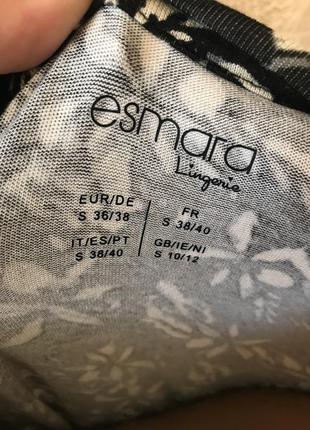 esmara
Lingerie
EUR/DE
S 36/38
FR
S 38/40
IT/ES/PT
S 38/40
GB/IE/NI
S 10/12